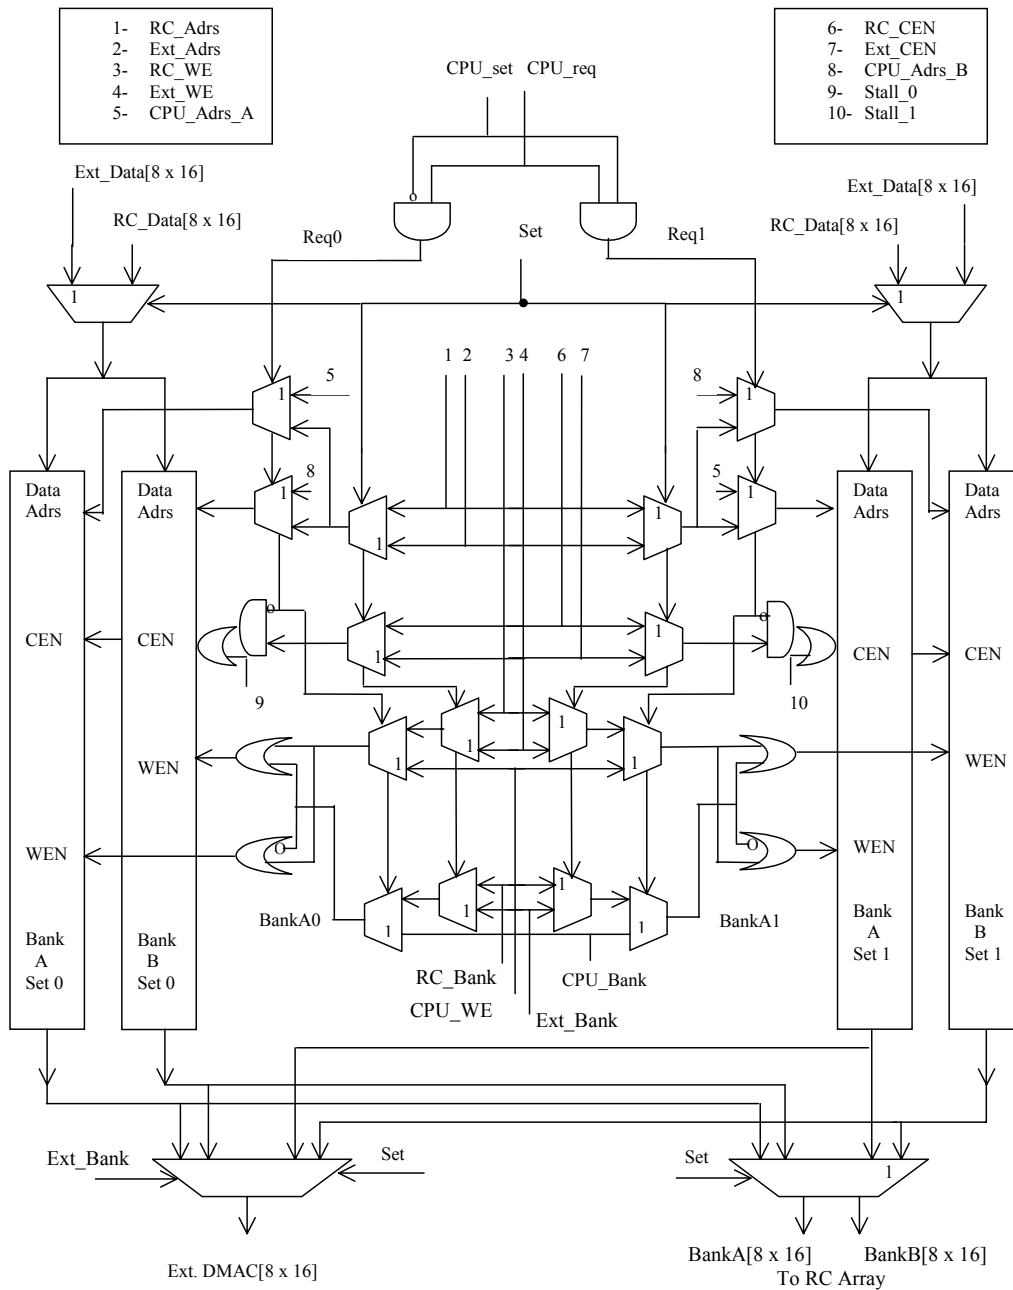 1- RC_Adrs
2- Ext_Adrs
3- RC_WE
4- Ext_WE
5- CPU_Adrs_A
6- RC_CEN
7- Ext_CEN
8- CPU_Adrs_B
9- Stall_0
10- Stall_1
CPU_set CPU_req
Ext_Data[8 x 16]
RC_Data[8 x 16]
Ext_Data[8 x 16]
RC_Data[8 x 16]
o
Req0
Set
Req1
1
1
1 2 3 4 6 7
5
1
8
1
8
1
5
1
1
1
Data
Adrs
Data
Adrs
Data
Adrs
Data
Adrs
o
o
1
1
CEN
CEN
CEN
CEN
9
10
1
1
1
1
WEN
WEN
WEN
WEN
O
O
1
1
1
1
BankA0
BankA1
Bank
A
Set 0
Bank
B
Set 0
Bank
A
Set 1
Bank
B
Set 1
RC_Bank
CPU_Bank
CPU_WE
Ext_Bank
Ext_Bank
Set
Set
1
Ext. DMAC[8 x 16]
BankA[8 x 16]
BankB[8 x 16]
To RC Array